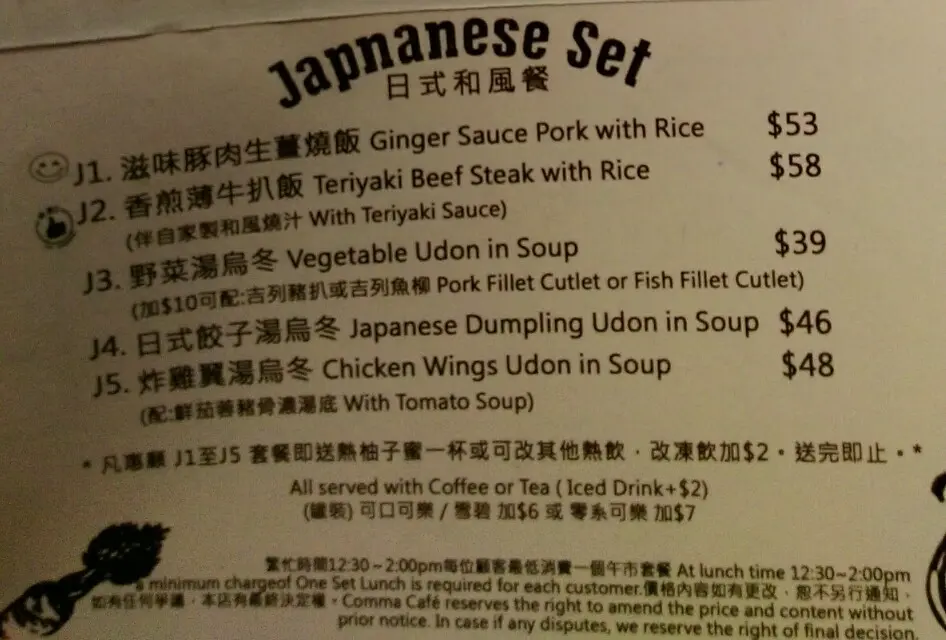 Japnanese Set
日式和風餐
J1. 滋味豚肉生薑燒飯 Ginger Sauce Pork with Rice $53
J2. 香煎薄牛扒飯 Teriyaki Beef Steak with Rice $58
(伴自家製和風燒汁 With Teriyaki Sauce)
J3. 野菜湯烏冬 Vegetable Udon in Soup $39
(加$10可配:吉列豬扒或吉列魚柳 Pork Fillet Cutlet or Fish Fillet Cutlet)
J4. 日式餃子湯烏冬 Japanese Dumpling Udon in Soup $46
J5. 炸雞翼湯烏冬 Chicken Wings Udon in Soup $48
(配:鮮茄薯豬骨濃湯底 With Tomato Soup)
* 凡惠顧 J1至J5 套餐即送熱柚子蜜一杯或可改其他熱飲，改凍飲加$2。送完即止。*
All served with Coffee or Tea ( Iced Drink+$2)
(罐裝) 可口可樂 / 雪碧 加$6 或 零系可樂 加$7
繁忙時間12:30~2:00pm每位顧客最低消費一個午市套餐 At lunch time 12:30~2:00pm
a minimum chargeof One Set Lunch is required for each customer.價格內容如有更改，恕不另行通知，
如有任何爭議，本店有最終決定權。Comma Café reserves the right to amend the price and content without
prior notice. In case if any disputes, we reserve the right of final decision.